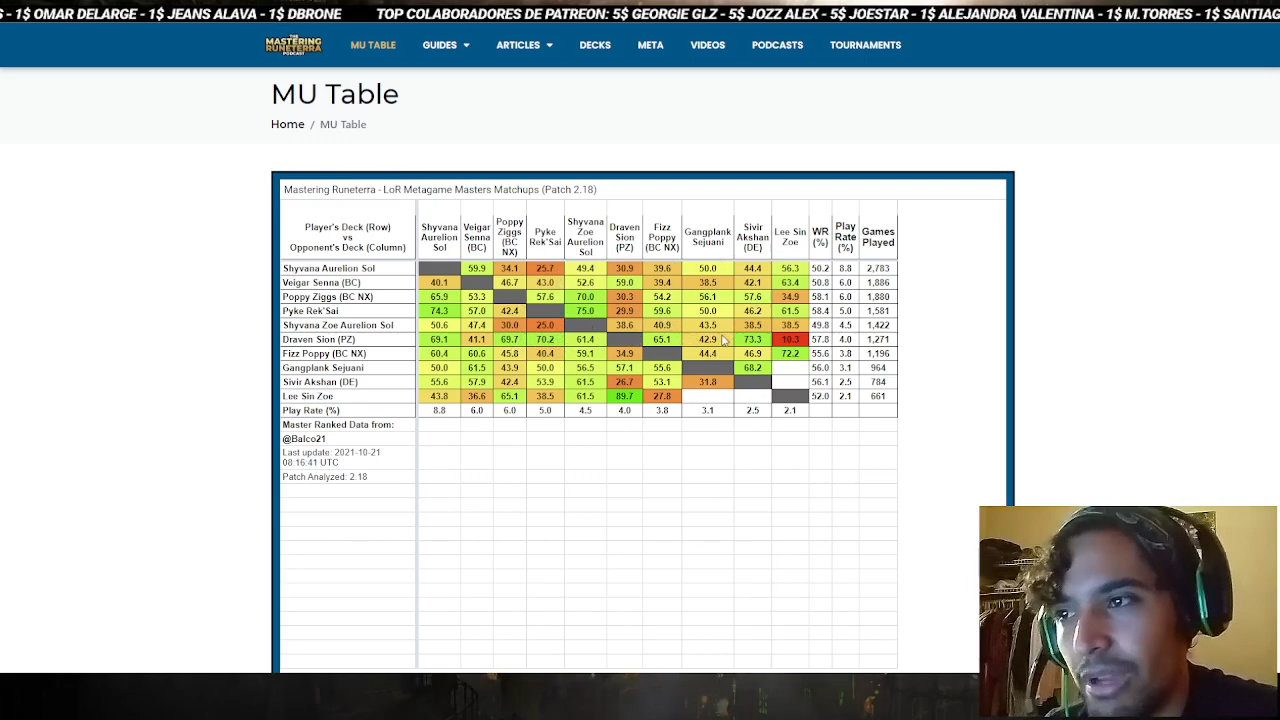 S - 1$ OMAR DELARGE - 1$ JEANS ALAVA - 1$ DBRONE TOP COLABORADORES DE PATREON: 5$ GEORGIE GLZ - 5$ JOZZ ALEX - 5$ JOESTAR - 1$ ALEJANDRA VALENTINA - 1$ M.TORRES - 1$ SANTIAG
THE MASTERING RUNETERRA PODCAST MU TABLE GUIDES ARTICLES DECKS META VIDEOS PODCASTS TOURNAMENTS
MU Table
Home / MU Table
Mastering Runeterra - LoR Metagame Masters Matchups (Patch 2.18)
Player's Deck (Row) vs Opponent's Deck (Column) Shyvana Aurelion Sol Veigar Senna (BC) Poppy Ziggs (BC NX) Pyke Rek'Sai Shyvana Zoe Aurelion Sol Draven Sion (PZ) Fizz Poppy (BC NX) Gangplank Sejuani Sivir Akshan (DE) Lee Sin Zoe WR (%) Play Rate (%) Games Played
Shyvana Aurelion Sol 59.9 34.1 25.7 49.4 30.9 39.6 50.0 44.4 56.3 50.2 8.8 2,783
Veigar Senna (BC) 40.1 46.7 43.0 52.6 59.0 39.4 38.5 42.1 63.4 50.8 6.0 1,886
Poppy Ziggs (BC NX) 65.9 53.3 57.6 70.0 30.3 54.2 56.1 57.6 34.9 58.1 6.0 1,880
Pyke Rek'Sai 74.3 57.0 42.4 75.0 29.9 59.6 50.0 46.2 61.5 58.4 5.0 1,581
Shyvana Zoe Aurelion Sol 50.6 47.4 30.0 25.0 38.6 40.9 43.5 38.5 38.5 49.8 4.5 1,422
Draven Sion (PZ) 69.1 41.1 69.7 70.2 61.4 65.1 42.9 73.3 10.3 57.8 4.0 1,271
Fizz Poppy (BC NX) 60.4 60.6 45.8 40.4 59.1 34.9 44.4 46.9 72.2 55.6 3.8 1,196
Gangplank Sejuani 50.0 61.5 43.9 50.0 56.5 57.1 55.6 68.2 56.0 3.1 964
Sivir Akshan (DE) 55.6 57.9 42.4 53.9 61.5 26.7 53.1 31.8 56.1 2.5 784
Lee Sin Zoe 43.8 36.6 65.1 38.5 61.5 89.7 27.8 52.0 2.1 661
Play Rate (%) 8.8 6.0 6.0 5.0 4.5 4.0 3.8 3.1 2.5 2.1
Master Ranked Data from:
@Balco21
Last update: 2021-10-21
08:16:41 UTC
Patch Analyzed: 2.18